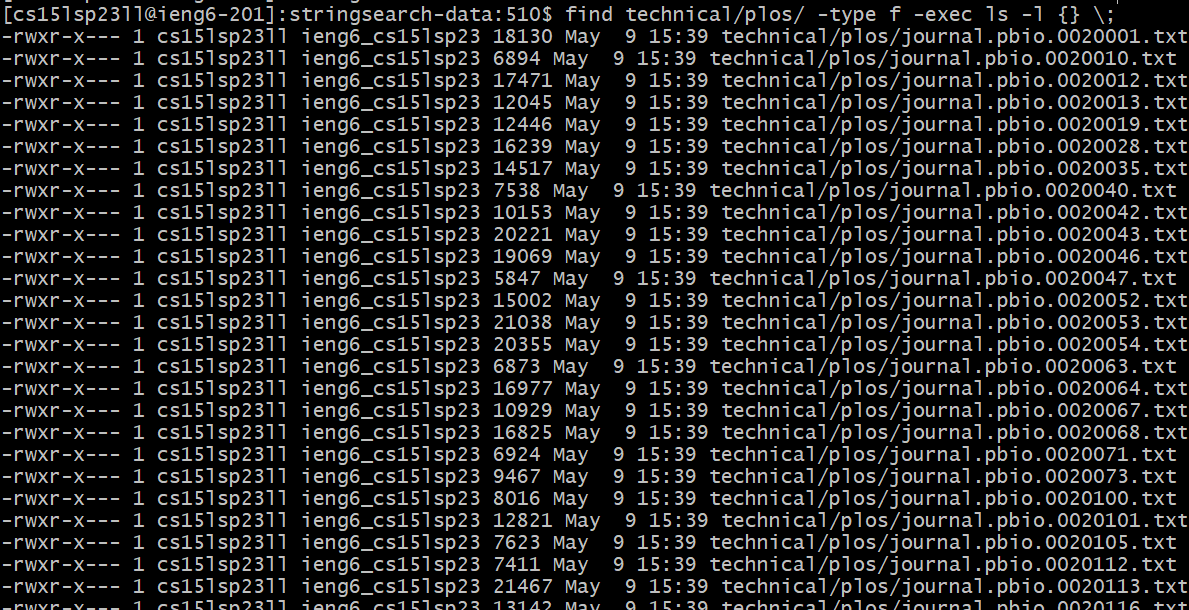 [cs15lsp23ll@ieng6-201]:stringsearch-data:510$ find technical/plos/ -type f -exec ls -l {} \;
-rwxr-x--- 1 cs15lsp23ll ieng6_cs15lsp23 18130 May  9 15:39 technical/plos/journal.pbio.0020001.txt
-rwxr-x--- 1 cs15lsp23ll ieng6_cs15lsp23 6894 May  9 15:39 technical/plos/journal.pbio.0020010.txt
-rwxr-x--- 1 cs15lsp23ll ieng6_cs15lsp23 17471 May  9 15:39 technical/plos/journal.pbio.0020012.txt
-rwxr-x--- 1 cs15lsp23ll ieng6_cs15lsp23 12045 May  9 15:39 technical/plos/journal.pbio.0020013.txt
-rwxr-x--- 1 cs15lsp23ll ieng6_cs15lsp23 12446 May  9 15:39 technical/plos/journal.pbio.0020019.txt
-rwxr-x--- 1 cs15lsp23ll ieng6_cs15lsp23 16239 May  9 15:39 technical/plos/journal.pbio.0020028.txt
-rwxr-x--- 1 cs15lsp23ll ieng6_cs15lsp23 14517 May  9 15:39 technical/plos/journal.pbio.0020035.txt
-rwxr-x--- 1 cs15lsp23ll ieng6_cs15lsp23 7538 May  9 15:39 technical/plos/journal.pbio.0020040.txt
-rwxr-x--- 1 cs15lsp23ll ieng6_cs15lsp23 10153 May  9 15:39 technical/plos/journal.pbio.0020042.txt
-rwxr-x--- 1 cs15lsp23ll ieng6_cs15lsp23 20221 May  9 15:39 technical/plos/journal.pbio.0020043.txt
-rwxr-x--- 1 cs15lsp23ll ieng6_cs15lsp23 19069 May  9 15:39 technical/plos/journal.pbio.0020046.txt
-rwxr-x--- 1 cs15lsp23ll ieng6_cs15lsp23 5847 May  9 15:39 technical/plos/journal.pbio.0020047.txt
-rwxr-x--- 1 cs15lsp23ll ieng6_cs15lsp23 15002 May  9 15:39 technical/plos/journal.pbio.0020052.txt
-rwxr-x--- 1 cs15lsp23ll ieng6_cs15lsp23 21038 May  9 15:39 technical/plos/journal.pbio.0020053.txt
-rwxr-x--- 1 cs15lsp23ll ieng6_cs15lsp23 20355 May  9 15:39 technical/plos/journal.pbio.0020054.txt
-rwxr-x--- 1 cs15lsp23ll ieng6_cs15lsp23 6873 May  9 15:39 technical/plos/journal.pbio.0020063.txt
-rwxr-x--- 1 cs15lsp23ll ieng6_cs15lsp23 16977 May  9 15:39 technical/plos/journal.pbio.0020064.txt
-rwxr-x--- 1 cs15lsp23ll ieng6_cs15lsp23 10929 May  9 15:39 technical/plos/journal.pbio.0020067.txt
-rwxr-x--- 1 cs15lsp23ll ieng6_cs15lsp23 16825 May  9 15:39 technical/plos/journal.pbio.0020068.txt
-rwxr-x--- 1 cs15lsp23ll ieng6_cs15lsp23 6924 May  9 15:39 technical/plos/journal.pbio.0020071.txt
-rwxr-x--- 1 cs15lsp23ll ieng6_cs15lsp23 9467 May  9 15:39 technical/plos/journal.pbio.0020073.txt
-rwxr-x--- 1 cs15lsp23ll ieng6_cs15lsp23 8016 May  9 15:39 technical/plos/journal.pbio.0020100.txt
-rwxr-x--- 1 cs15lsp23ll ieng6_cs15lsp23 12821 May  9 15:39 technical/plos/journal.pbio.0020101.txt
-rwxr-x--- 1 cs15lsp23ll ieng6_cs15lsp23 7623 May  9 15:39 technical/plos/journal.pbio.0020105.txt
-rwxr-x--- 1 cs15lsp23ll ieng6_cs15lsp23 7411 May  9 15:39 technical/plos/journal.pbio.0020112.txt
-rwxr-x--- 1 cs15lsp23ll ieng6_cs15lsp23 21467 May  9 15:39 technical/plos/journal.pbio.0020113.txt
-rwxr-x--- 1 cs15lsp23ll ieng6_cs15lsp23 13142 May  9 15:39 technical/plos/journal.pbio.0020116.txt